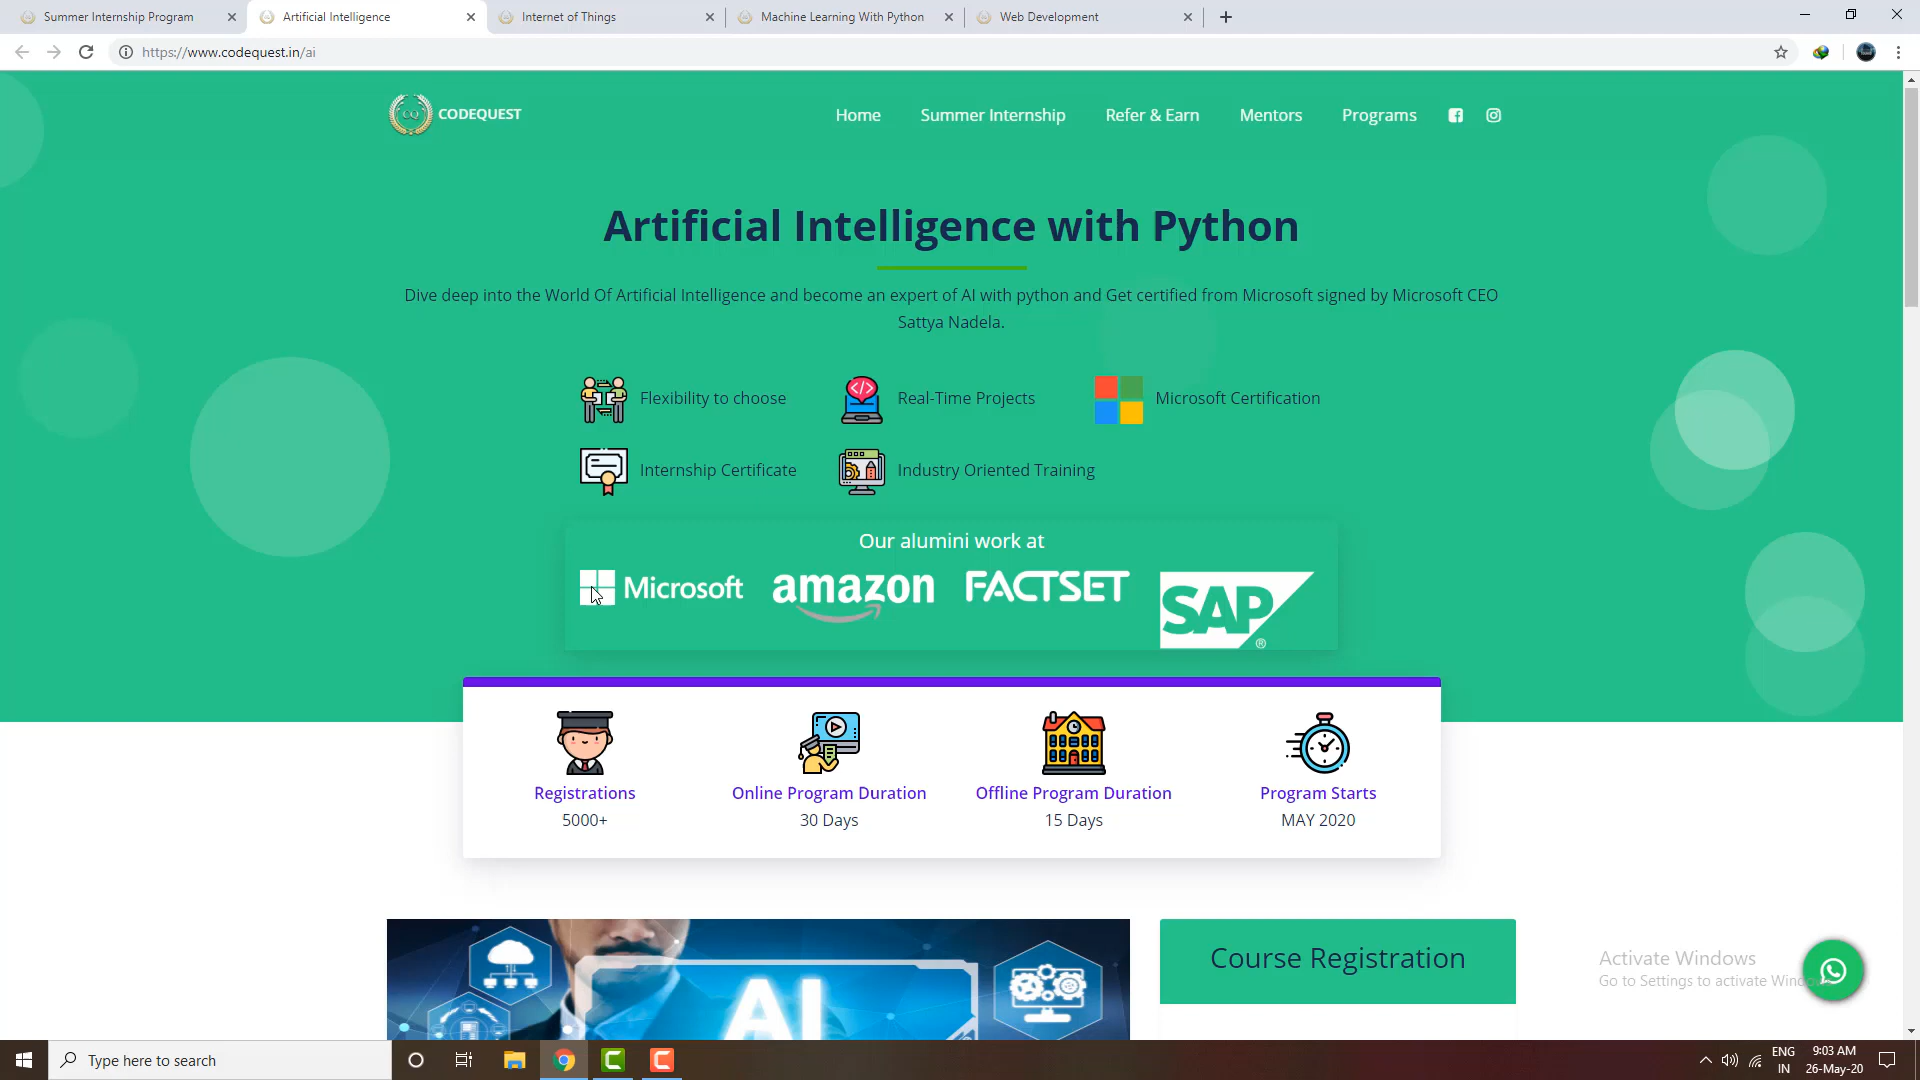 Summer Internship Program
Artificial Intelligence
Internet of Things
Machine Learning With Python
Web Development
https://www.codequest.in/ai
CQ
CODEQUEST
Home
Summer Internship
Refer & Earn
Mentors
Programs
Artificial Intelligence with Python
Dive deep into the World Of Artificial Intelligence and become an expert of AI with python and Get certified from Microsoft signed by Microsoft CEO
Sattya Nadela.
Flexibility to choose
Real-Time Projects
Microsoft Certification
Internship Certificate
Industry Oriented Training
Our alumini work at
Microsoft
amazon
FACTSET
SAP®
Registrations
5000+
Online Program Duration
30 Days
Offline Program Duration
15 Days
Program Starts
MAY 2020
AI
Course Registration
Activate Windows
Go to Settings to activate Windows
Type here to search
ENG
IN
9:03 AM
26-May-20